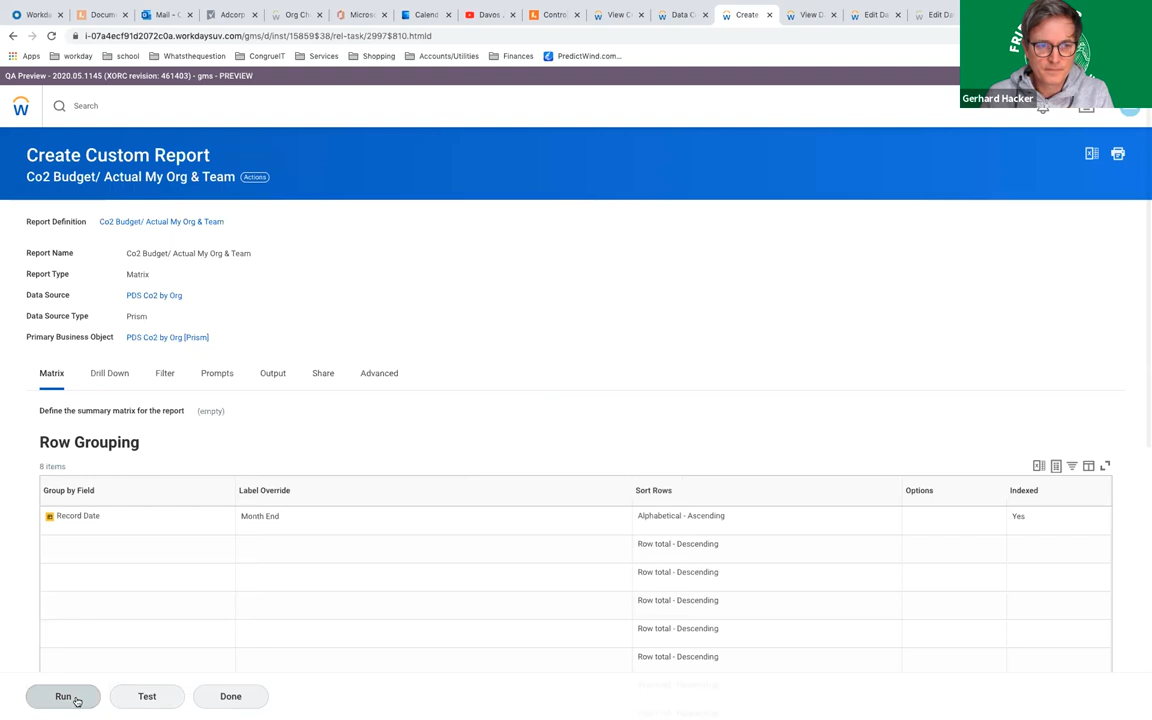 Workda
Docume
Mail – G
Adcorp
Org Cha
Micros
Calend
Davos
Contro
View C
Data C
Create
View D
Edit Da
Edit Da
i-07a4ecf91d2072c0a.workdaysuv.com/gms/d/inst/15859$38/rel-task/2997$810.htmld
Apps workday school Whatsthequestion CongrueIT Services Shopping Accounts/Utilities Finances PredictWind.com...
QA Preview - 2020.05.1145 (XORC revision: 461403) - gms - PREVIEW
Gerhard Hacker
W Search
Create Custom Report
Co2 Budget/ Actual My Org & Team Actions
Report Definition Co2 Budget/ Actual My Org & Team
Report Name Co2 Budget/ Actual My Org & Team
Report Type Matrix
Data Source PDS Co2 by Org
Data Source Type Prism
Primary Business Object PDS Co2 by Org [Prism]
Matrix Drill Down Filter Prompts Output Share Advanced
Define the summary matrix for the report (empty)
Row Grouping
8 items
Group by Field Label Override Sort Rows Options Indexed
Record Date Month End Alphabetical - Ascending Yes
Row total - Descending
Row total - Descending
Row total - Descending
Row total - Descending
Row total - Descending
Run Test Done